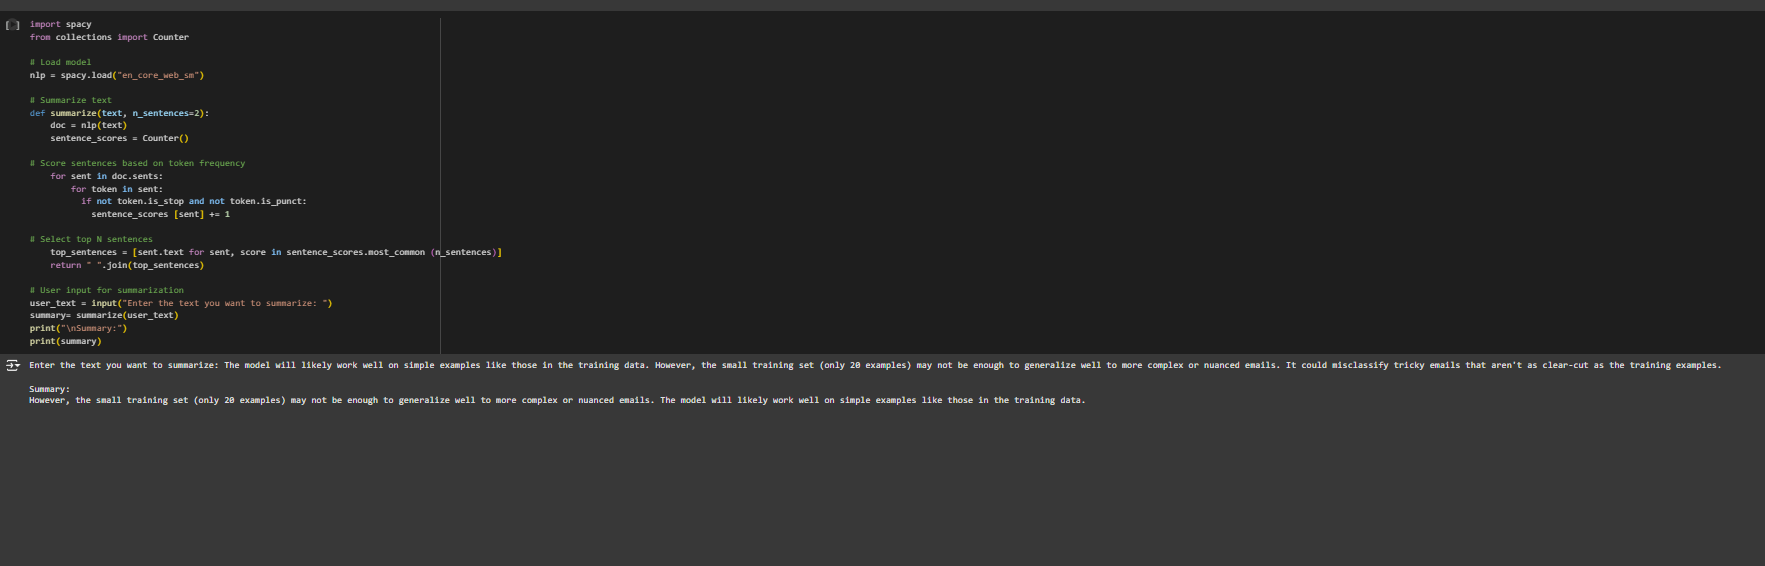 import spacy
from collections import Counter
# Load model
nlp = spacy.load("en_core_web_sm")
# Summarize text
def summarize(text, n_sentences=2):
    doc = nlp(text)
    sentence_scores = Counter()
# Score sentences based on token frequency
    for sent in doc.sents:
        for token in sent:
          if not token.is_stop and not token.is_punct:
            sentence_scores [sent] += 1
# Select top N sentences
    top_sentences = [sent.text for sent, score in sentence_scores.most_common (n_sentences)]
    return " ".join(top_sentences)
# User input for summarization
user_text = input("Enter the text you want to summarize: ")
summary= summarize(user_text)
print("\nSummary:")
print(summary)
Enter the text you want to summarize: The model will likely work well on simple examples like those in the training data. However, the small training set (only 20 examples) may not be enough to generalize well to more complex or nuanced emails. It could misclassify tricky emails that aren't as clear-cut as the training examples.
Summary:
However, the small training set (only 20 examples) may not be enough to generalize well to more complex or nuanced emails. The model will likely work well on simple examples like those in the training data.